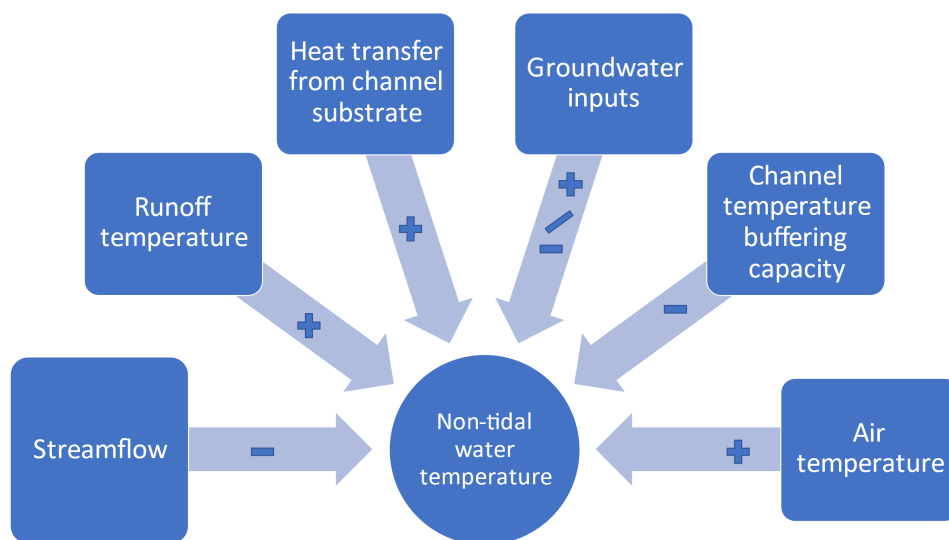 Heat transfer
from channel
substrate
Groundwater
inputs
Runoff
temperature
Channel
temperature
buffering
capacity
Streamflow
Non-tidal
water
temperature
Air
temperature